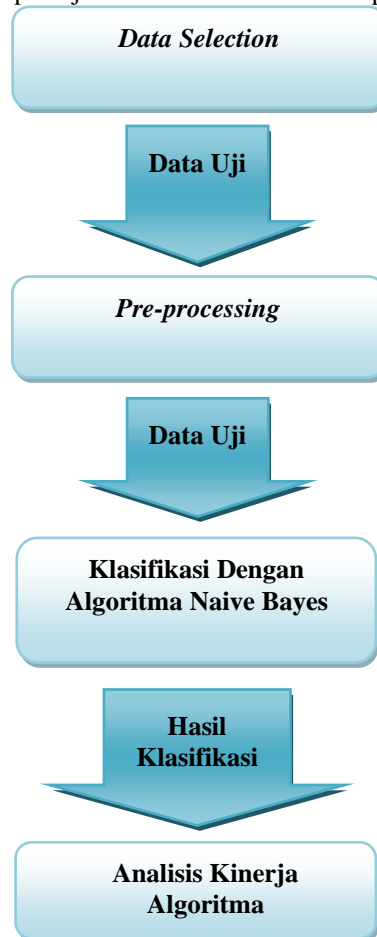 Data Selection
Data Uji
Pre-processing
Data Uji
Klasifikasi Dengan
Algoritma Naive Bayes
Hasil
Klasifikasi
Analisis Kinerja
Algoritma